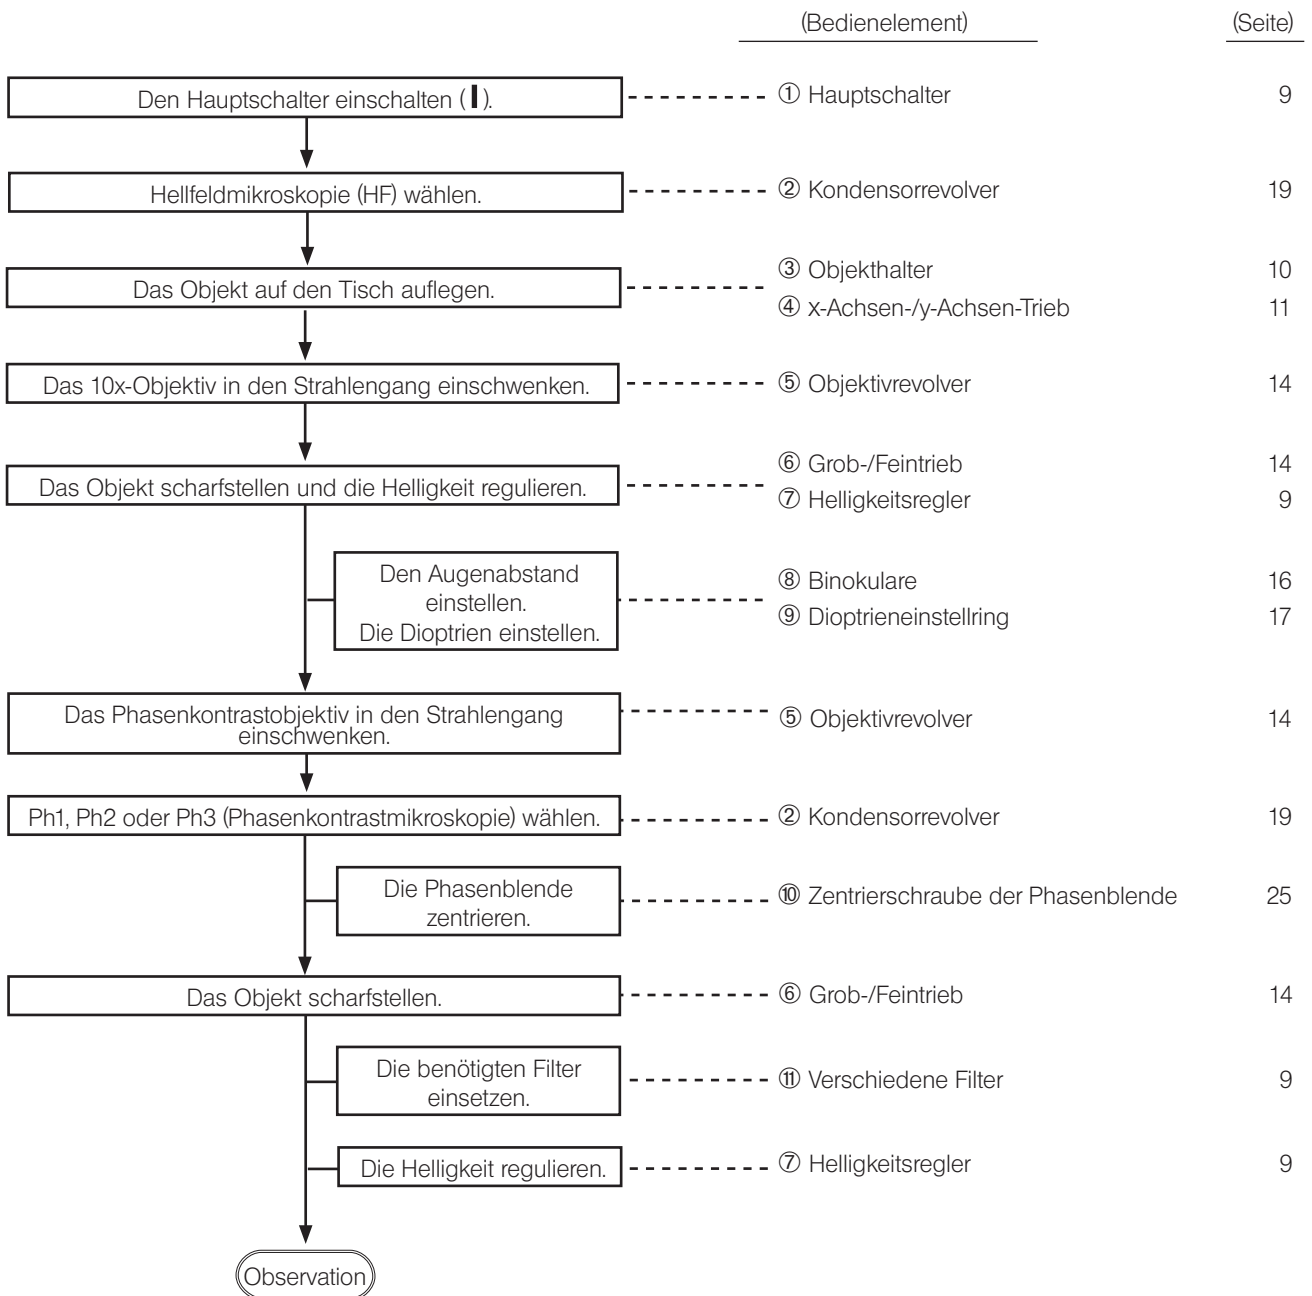 (Bedienelement) (Seite)
Den Hauptschalter einschalten ( I ). ① Hauptschalter 9
Hellfeldmikroskopie (HF) wählen. ② Kondensorrevolver 19
③ Objekthalter 10
Das Objekt auf den Tisch auflegen.
④ x-Achsen-/y-Achsen-Trieb 11
Das 10x-Objektiv in den Strahlengang einschwenken. ⑤ Objektivrevolver 14
⑥ Grob-/Feintrieb 14
Das Objekt scharfstellen und die Helligkeit regulieren.
⑦ Helligkeitsregler 9
Den Augenabstand
einstellen.
Die Dioptrien einstellen.
⑧ Binokulare 16
⑨ Dioptrieneinstellring 17
Das Phasenkontrastobjektiv in den Strahlengang
einschwenken.
⑤ Objektivrevolver 14
Ph1, Ph2 oder Ph3 (Phasenkontrastmikroskopie) wählen. ② Kondensorrevolver 19
Die Phasenblende
zentrieren.
⑩ Zentrierschraube der Phasenblende 25
Das Objekt scharfstellen. ⑥ Grob-/Feintrieb 14
Die benötigten Filter
einsetzen.
⑪ Verschiedene Filter 9
Die Helligkeit regulieren. ⑦ Helligkeitsregler 9
Observation